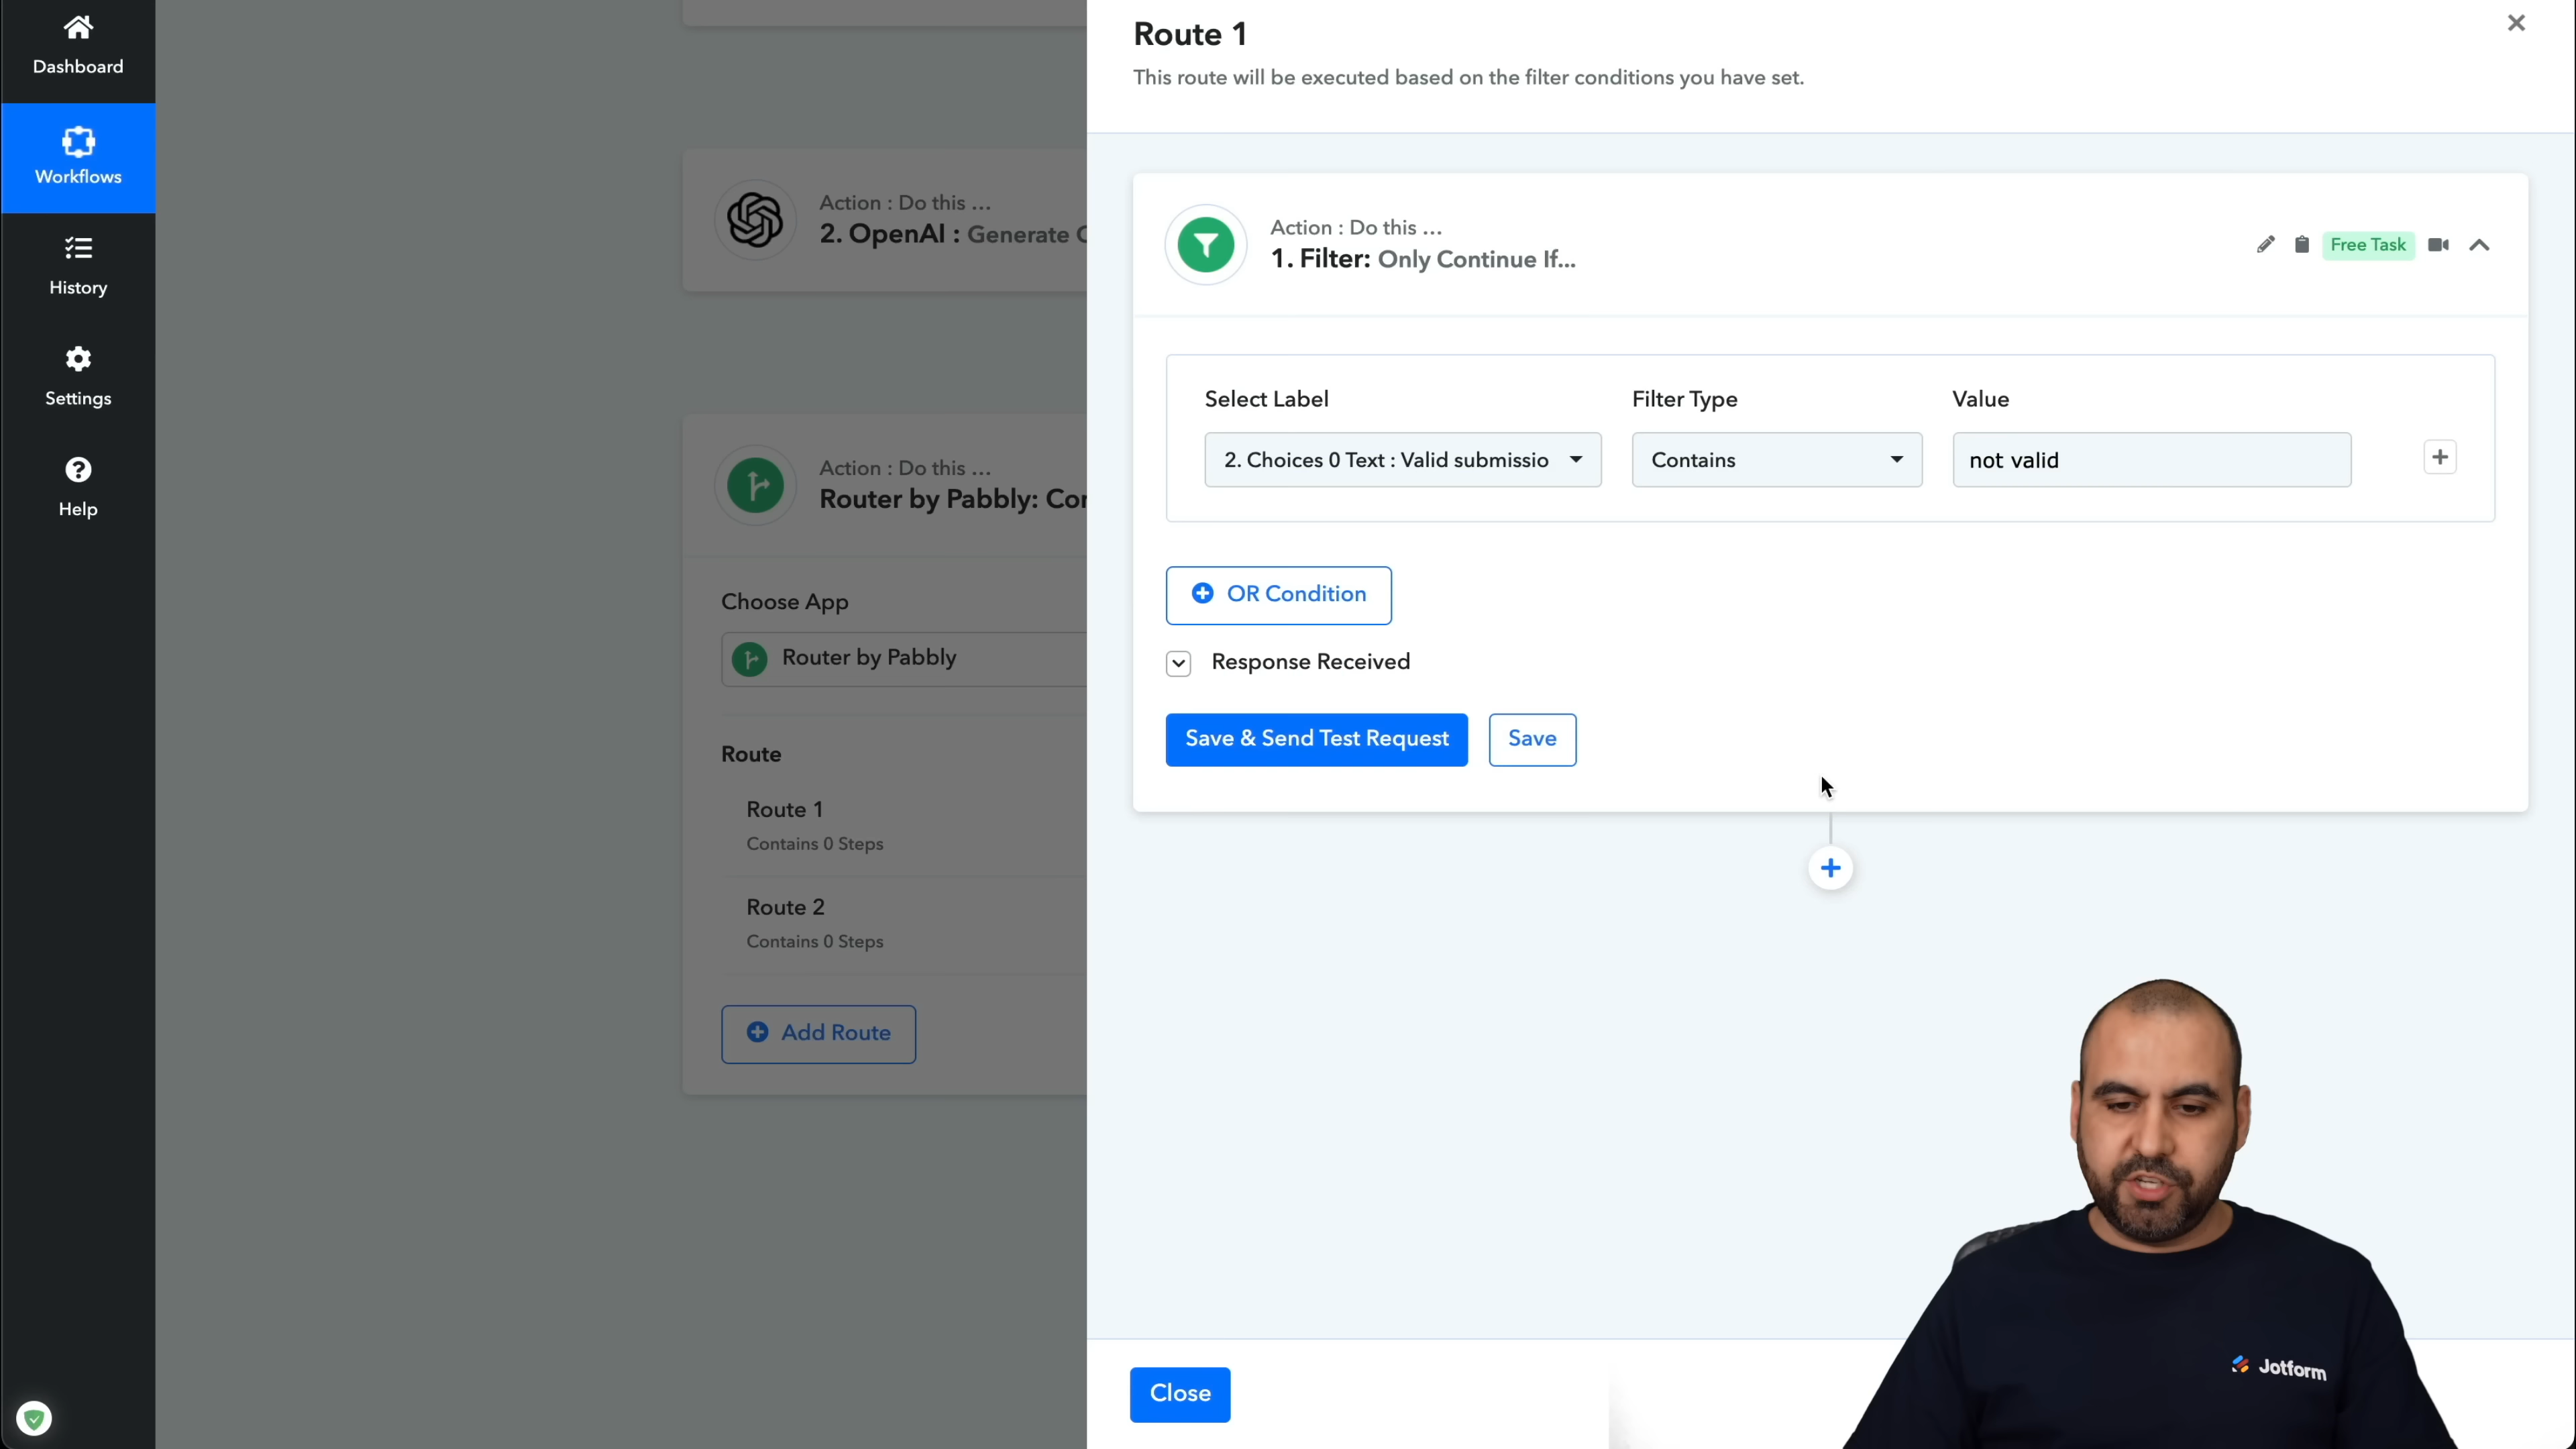 Dashboard
Workflows
History
Settings
Help
Action : Do this ...
2. OpenAI : Generate
Action : Do this ...
Router by Pabbly:
Choose App
Router by Pabbly
Route
Route 1
Contains 0 Steps
Route 2
Contains 0 Steps
Add Route
Route 1
This route will be executed based on the filter conditions you have set.
Action : Do this ...
1. Filter: Only Continue If...
Free Task
Select Label
Filter Type
Value
2. Choices 0 Text : Valid submissio
Contains
not valid
OR Condition
Response Received
Save & Send Test Request
Save
Close
Jotform